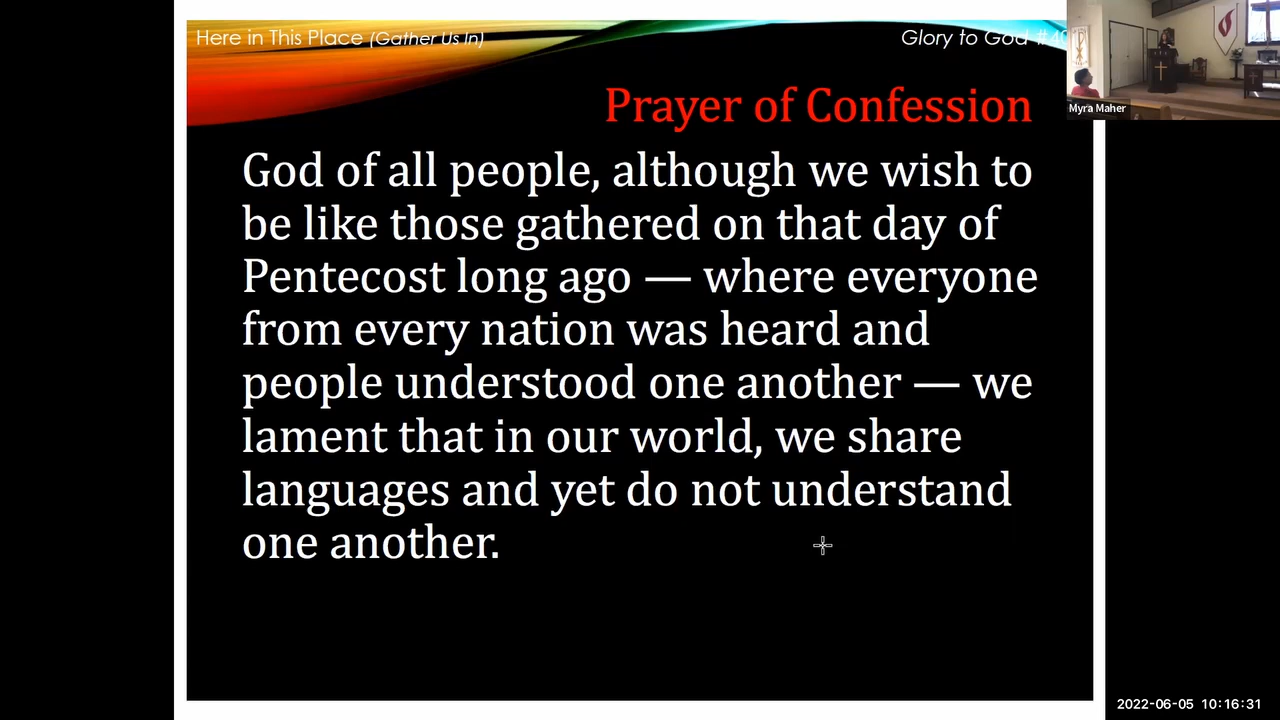 Here in This Place (Gather Us In)
Glory to God
Prayer of Confession
God of all people, although we wish to
be like those gathered on that day of
Pentecost long ago — where everyone
from every nation was heard and
people understood one another — we
lament that in our world, we share
languages and yet do not understand
one another.
Myra Maher
2022-06-05 10:16:31